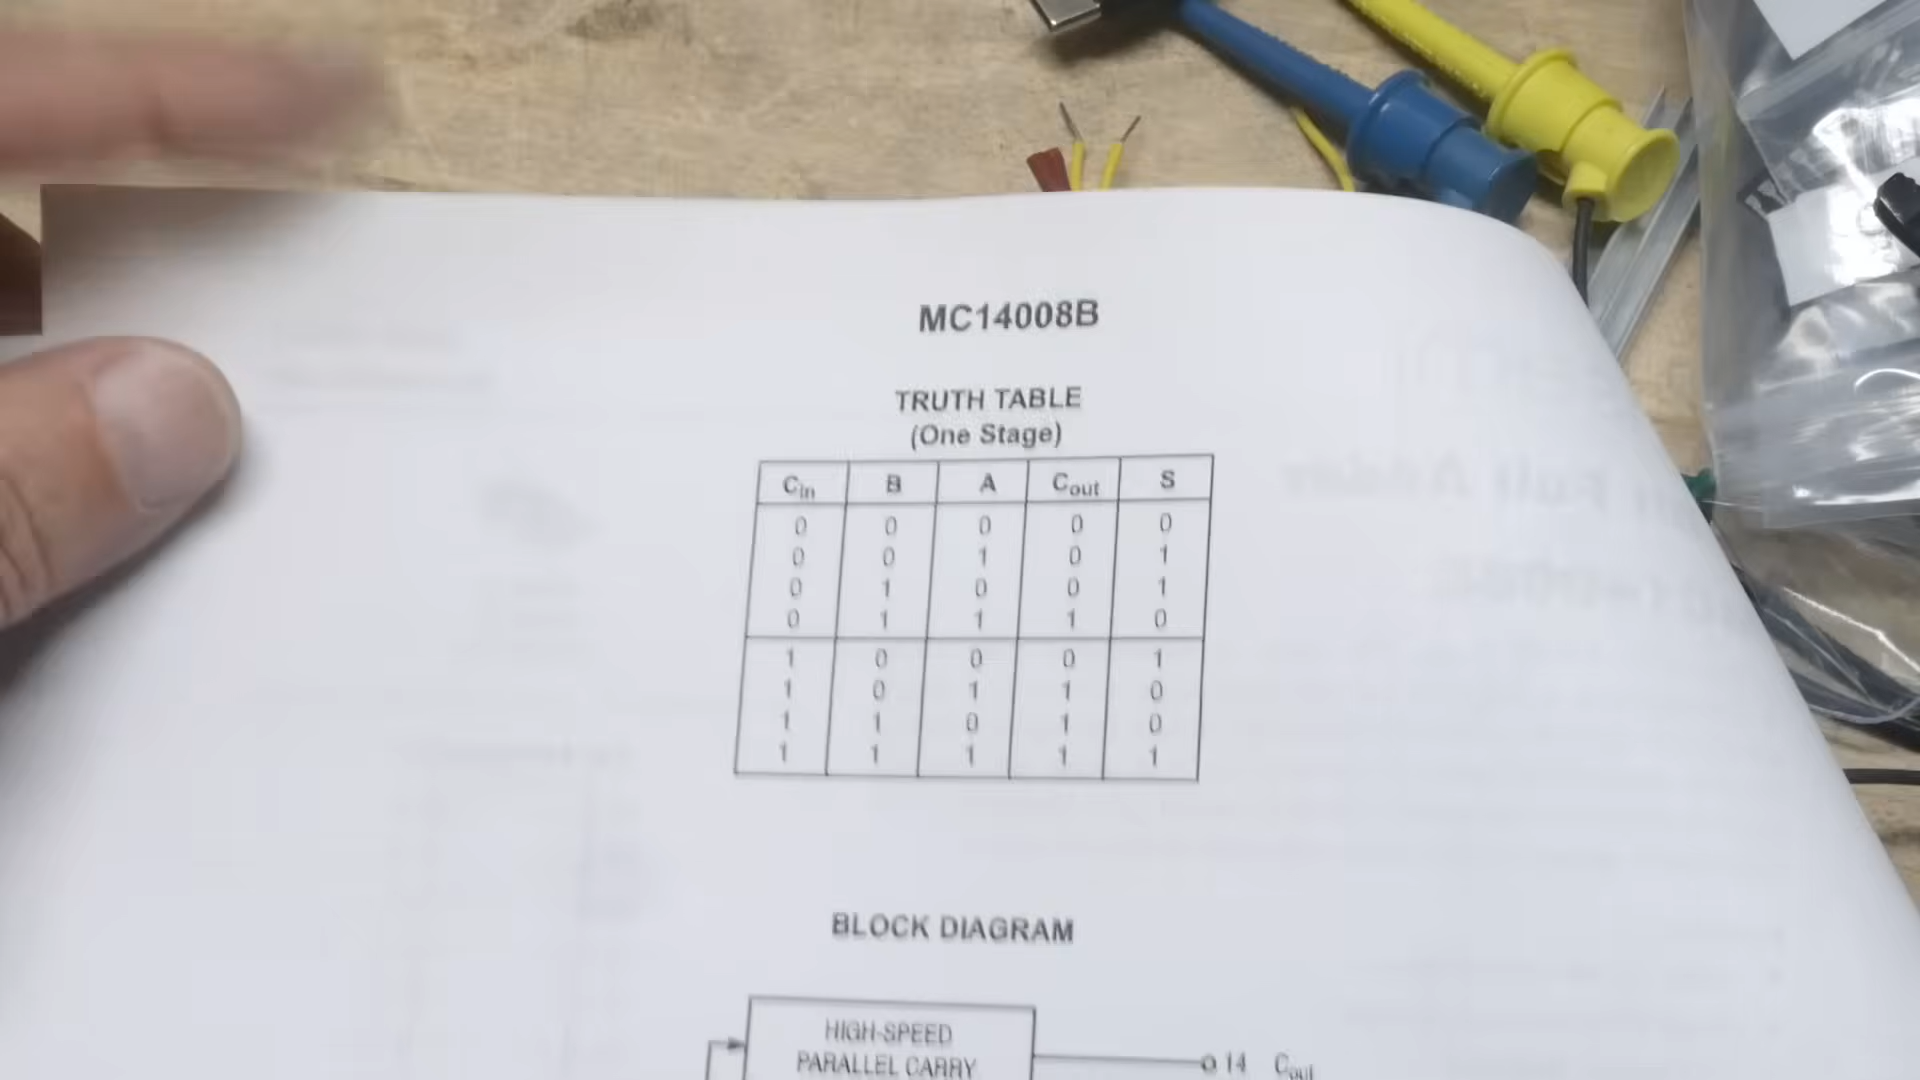 MC14008B
TRUTH TABLE
(One Stage)
Cin B A Cout S
0 0 0 0 0
0 0 1 0 1
0 1 0 0 1
0 1 1 1 0
1 0 0 0 1
1 0 1 1 0
1 1 0 1 0
1 1 1 1 1
BLOCK DIAGRAM
HIGH-SPEED
PARALLEL CARRY
14 Cout